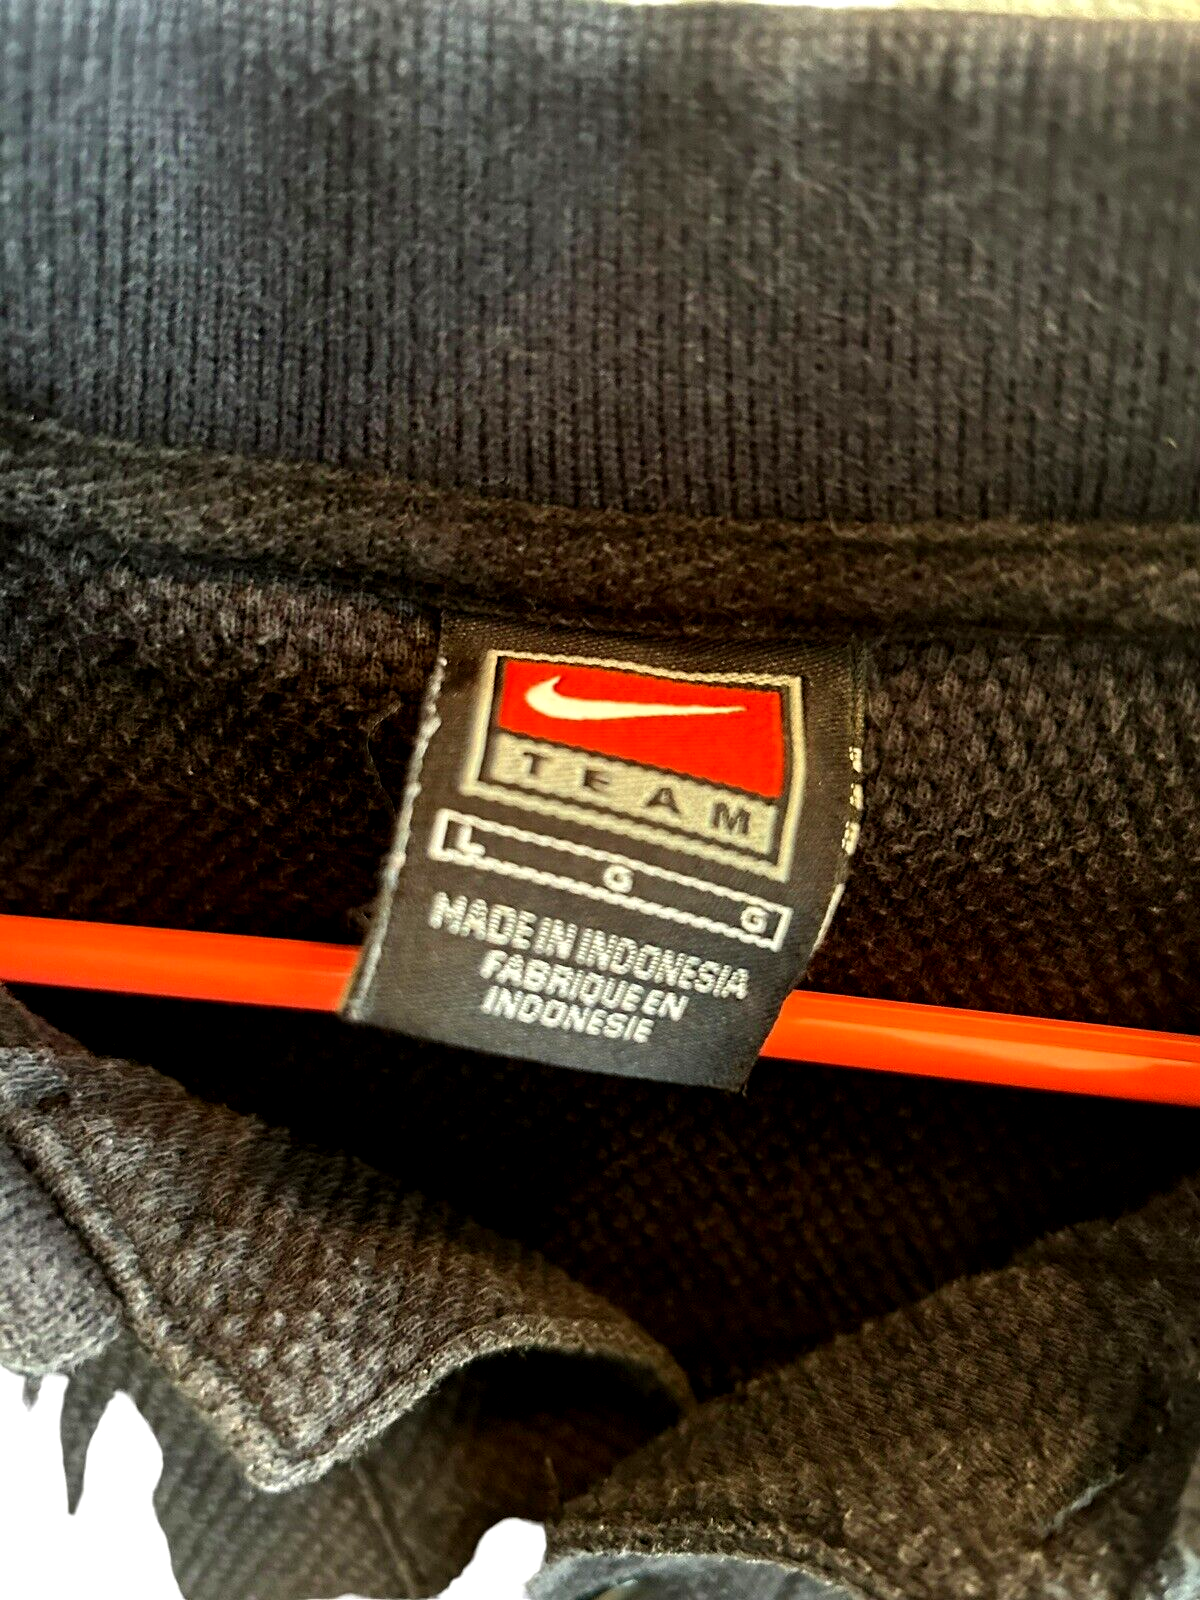 TEAM
L G G
MADE IN INDONESIA
FABRIQUE EN
INDONESIE